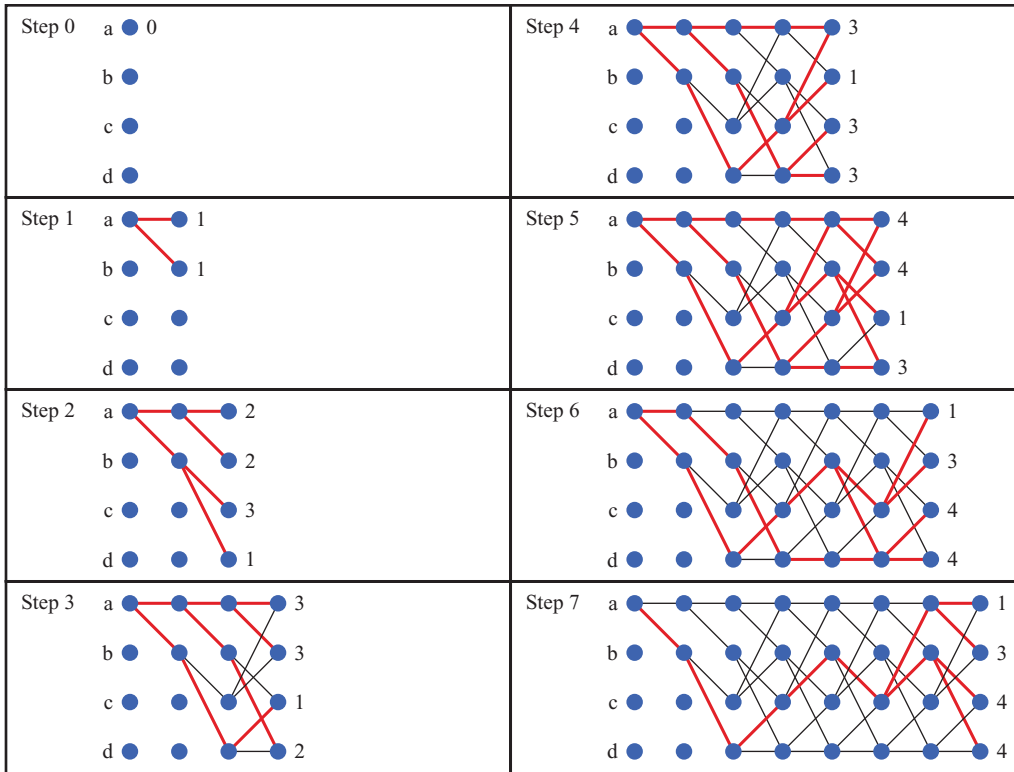 Step 0 a 0
b
c
d
Step 1 a 1
b 1
c
d
Step 2 a 2
b 2
c 3
d 1
Step 3 a 3
b 3
c 1
d 2
Step 4 a 3
b 1
c 3
d 3
Step 5 a 4
b 4
c 1
d 3
Step 6 a 1
b 3
c 4
d 4
Step 7 a 1
b 3
c 4
d 4